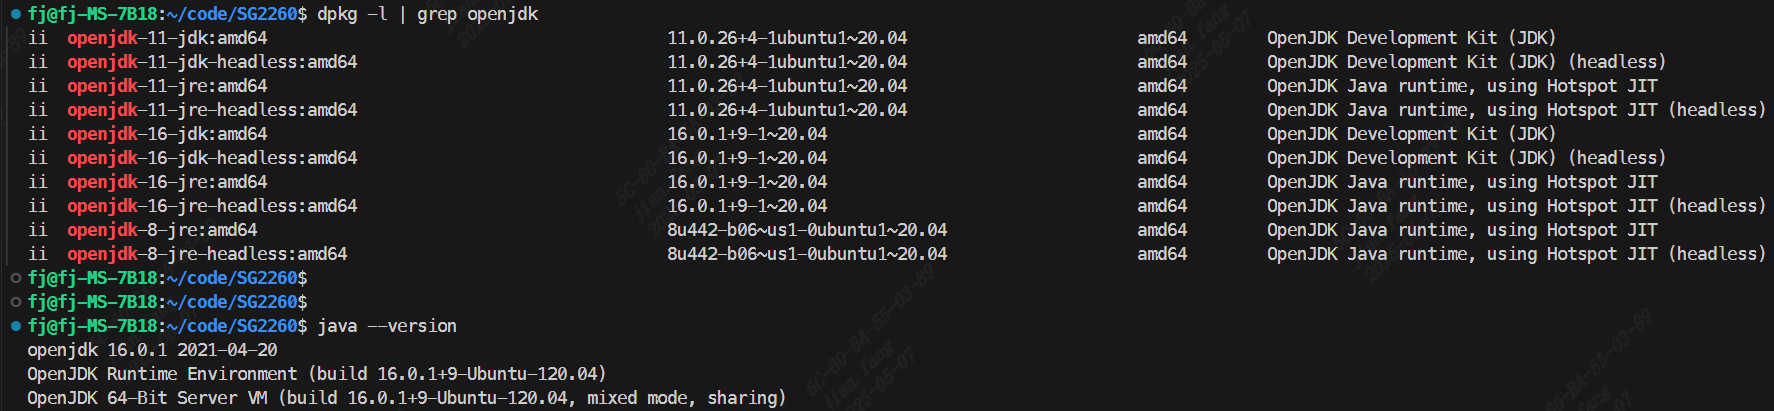 fj@fj-MS-7B18:~/code/SG2260$ dpkg -l | grep openjdk
ii  openjdk-11-jdk:amd64  11.0.26+4-1ubuntu1~20.04  amd64  OpenJDK Development Kit (JDK)
ii  openjdk-11-jdk-headless:amd64  11.0.26+4-1ubuntu1~20.04  amd64  OpenJDK Development Kit (JDK) (headless)
ii  openjdk-11-jre:amd64  11.0.26+4-1ubuntu1~20.04  amd64  OpenJDK Java runtime, using Hotspot JIT
ii  openjdk-11-jre-headless:amd64  11.0.26+4-1ubuntu1~20.04  amd64  OpenJDK Java runtime, using Hotspot JIT (headless)
ii  openjdk-16-jdk:amd64  16.0.1+9-1~20.04  amd64  OpenJDK Development Kit (JDK)
ii  openjdk-16-jdk-headless:amd64  16.0.1+9-1~20.04  amd64  OpenJDK Development Kit (JDK) (headless)
ii  openjdk-16-jre:amd64  16.0.1+9-1~20.04  amd64  OpenJDK Java runtime, using Hotspot JIT
ii  openjdk-16-jre-headless:amd64  16.0.1+9-1~20.04  amd64  OpenJDK Java runtime, using Hotspot JIT (headless)
ii  openjdk-8-jre:amd64  8u442-b06~us1-0ubuntu1~20.04  amd64  OpenJDK Java runtime, using Hotspot JIT
ii  openjdk-8-jre-headless:amd64  8u442-b06~us1-0ubuntu1~20.04  amd64  OpenJDK Java runtime, using Hotspot JIT (headless)
fj@fj-MS-7B18:~/code/SG2260$
fj@fj-MS-7B18:~/code/SG2260$
fj@fj-MS-7B18:~/code/SG2260$ java --version
openjdk 16.0.1 2021-04-20
OpenJDK Runtime Environment (build 16.0.1+9-Ubuntu-120.04)
OpenJDK 64-Bit Server VM (build 16.0.1+9-Ubuntu-120.04, mixed mode, sharing)